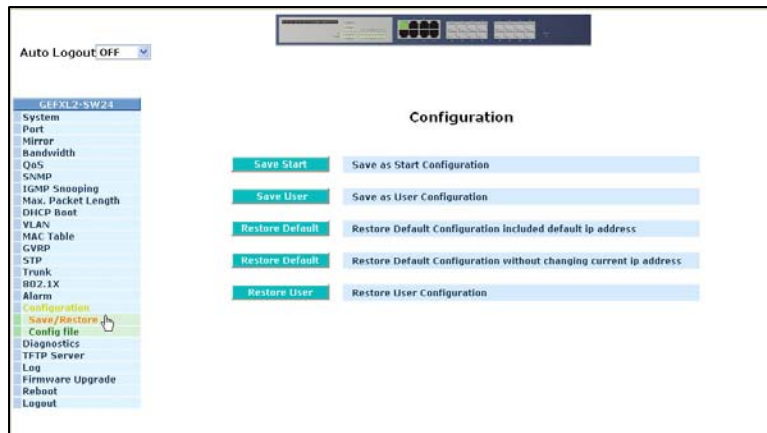 Auto Logout OFF
GEFXL2-SW24
System
Port
Mirror
Bandwidth
QoS
SNMP
IGMP Snooping
Max. Packet Length
DHCP Boot
VLAN
MAC Table
GVRP
STP
Trunk
802.1X
Alarm
Configuration
Save/Restore
Config file
Diagnostics
TFTP Server
Log
Firmware Upgrade
Reboot
Logout
Configuration
Save Start Save as Start Configuration
Save User Save as User Configuration
Restore Default Restore Default Configuration included default ip address
Restore Default Restore Default Configuration without changing current ip address
Restore User Restore User Configuration